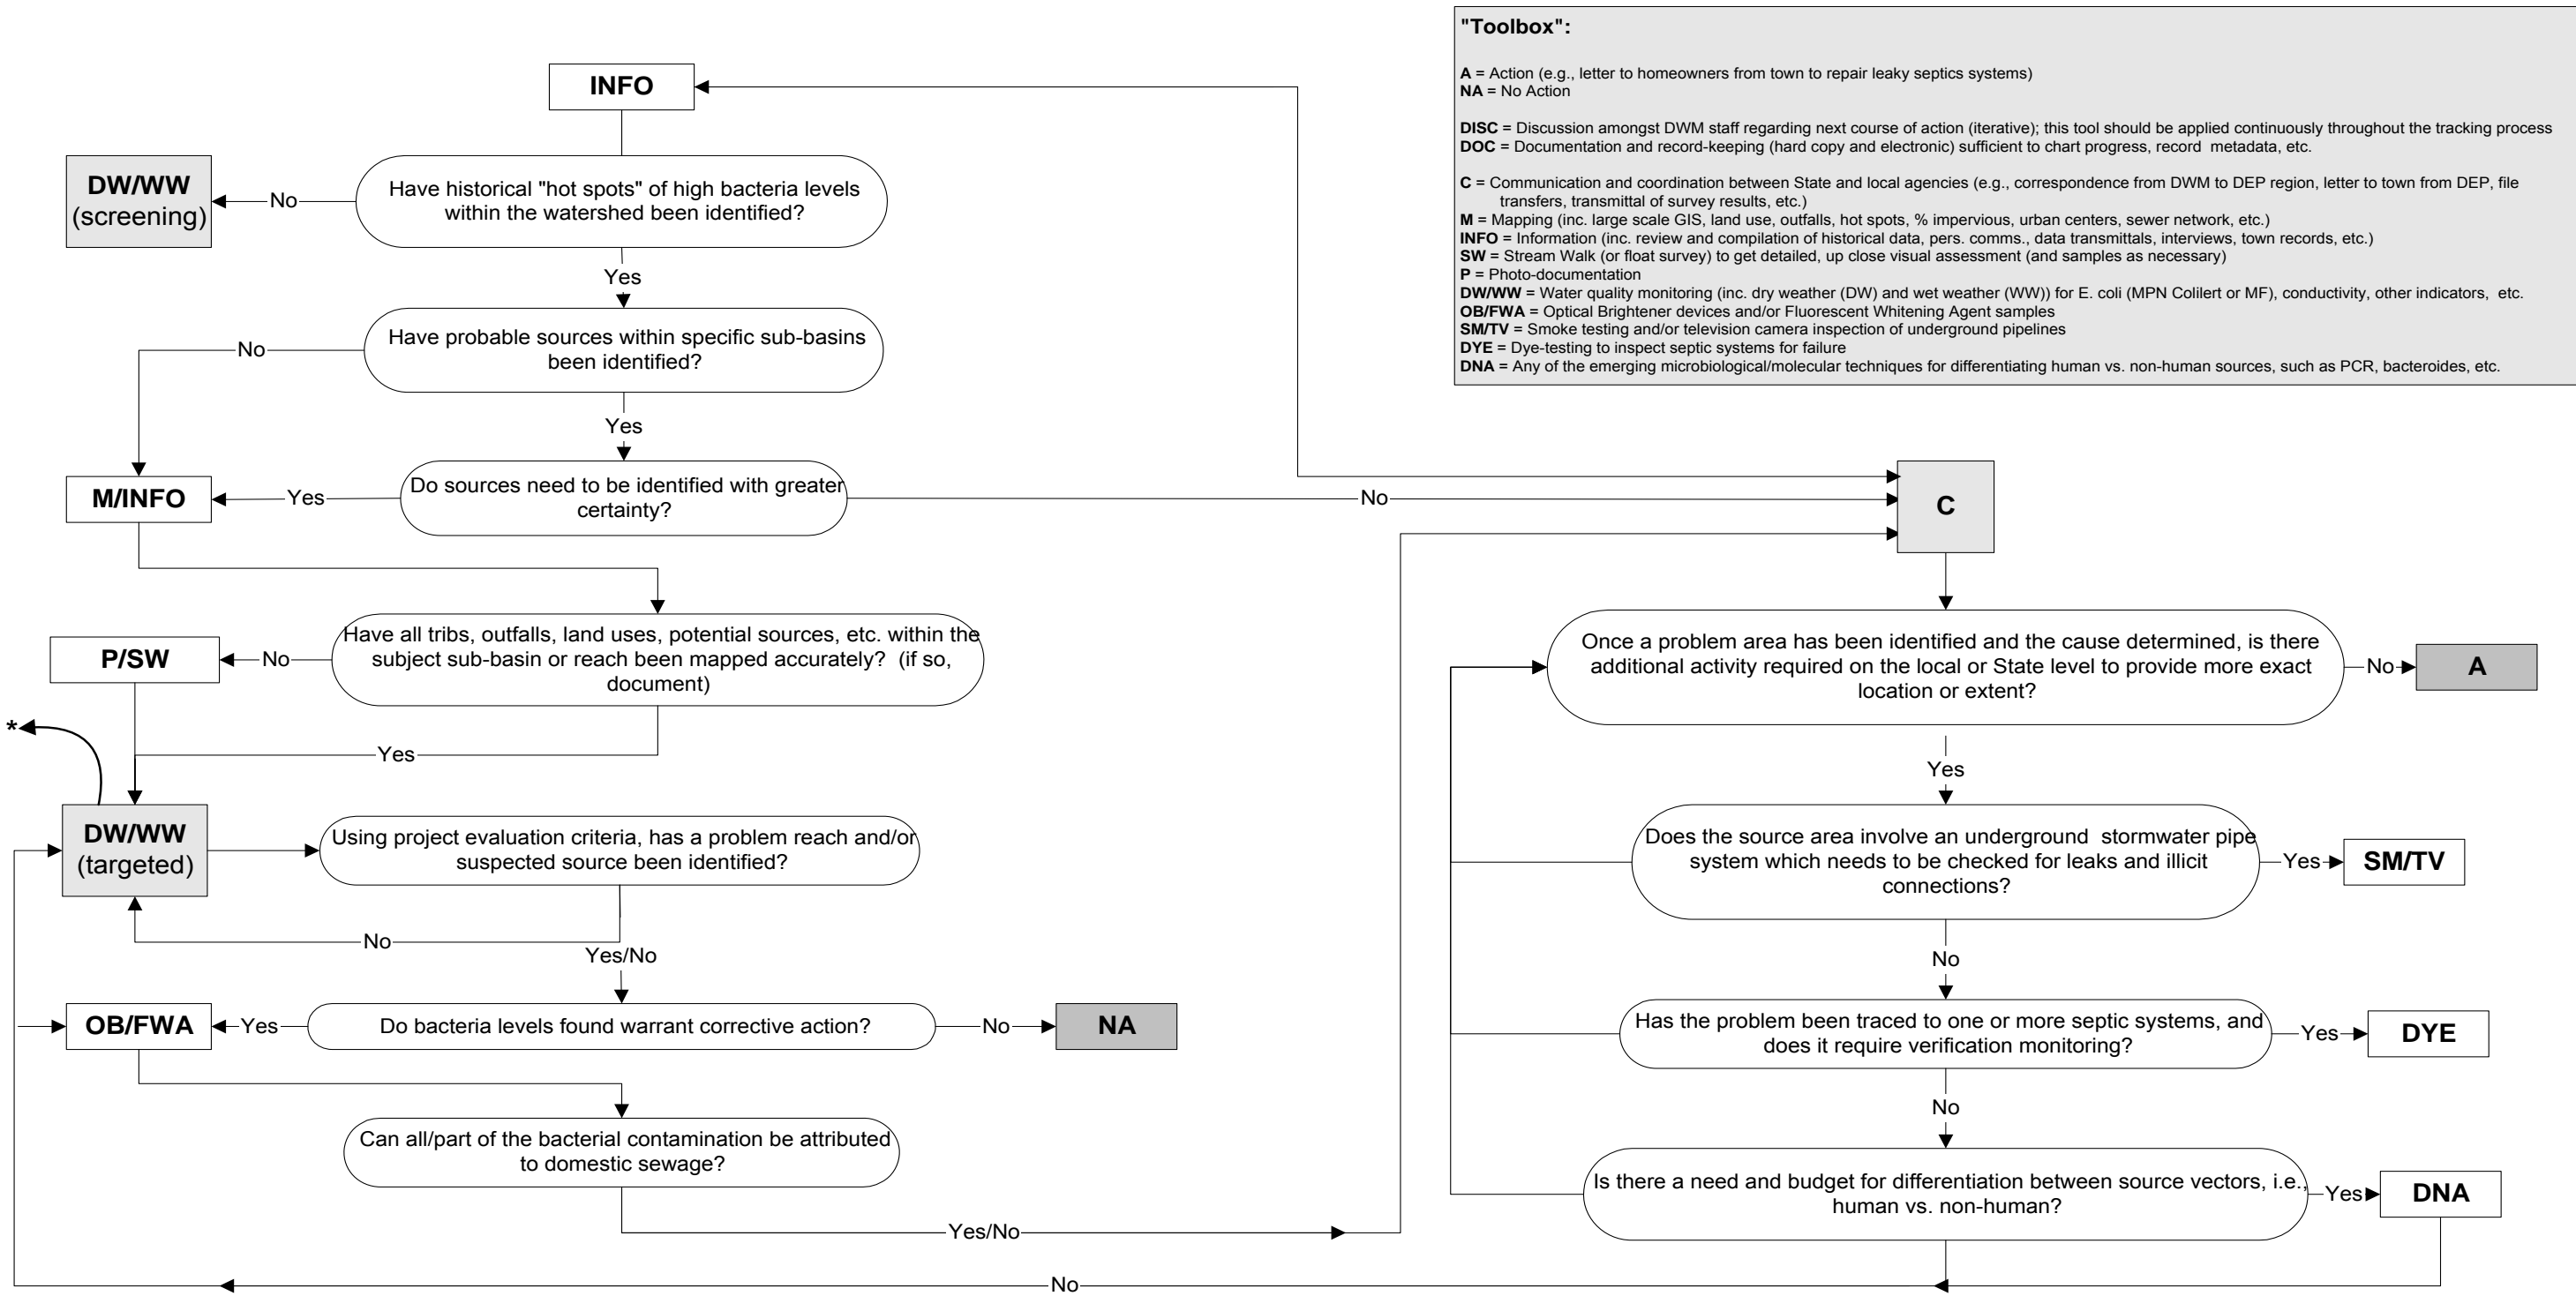 "Toolbox":
A = Action (e.g., letter to homeowners from town to repair leaky septics systems)
NA = No Action
DISC = Discussion amongst DWM staff regarding next course of action (iterative); this tool should be applied continuously throughout the tracking process
DOC = Documentation and record-keeping (hard copy and electronic) sufficient to chart progress, record metadata, etc.
C = Communication and coordination between State and local agencies (e.g., correspondence from DWM to DEP region, letter to town from DEP, file
transfers, transmittal of survey results, etc.)
M = Mapping (inc. large scale GIS, land use, outfalls, hot spots, % impervious, urban centers, sewer network, etc.)
INFO = Information (inc. review and compilation of historical data, pers. comms., data transmittals, interviews, town records, etc.)
SW = Stream Walk (or float survey) to get detailed, up close visual assessment (and samples as necessary)
P = Photo-documentation
DW/WW = Water quality monitoring (inc. dry weather (DW) and wet weather (WW)) for E. coli (MPN Colilert or MF), conductivity, other indicators, etc.
OB/FWA = Optical Brightener devices and/or Fluorescent Whitening Agent samples
SM/TV = Smoke testing and/or television camera inspection of underground pipelines
DYE = Dye-testing to inspect septic systems for failure
DNA = Any of the emerging microbiological/molecular techniques for differentiating human vs. non-human sources, such as PCR, bacteroides, etc.
INFO
DW/WW
(screening)
No
Have historical "hot spots" of high bacteria levels
within the watershed been identified?
Yes
No
Have probable sources within specific sub-basins
been identified?
Yes
M/INFO
Yes
Do sources need to be identified with greater
certainty?
No
C
P/SW
No
Have all tribs, outfalls, land uses, potential sources, etc. within the
subject sub-basin or reach been mapped accurately? (if so,
document)
Yes
*
DW/WW
(targeted)
Using project evaluation criteria, has a problem reach and/or
suspected source been identified?
No
Yes/No
OB/FWA
Yes
Do bacteria levels found warrant corrective action?
No
NA
Can all/part of the bacterial contamination be attributed
to domestic sewage?
Yes/No
Once a problem area has been identified and the cause determined, is there
additional activity required on the local or State level to provide more exact
location or extent?
No
A
Yes
Does the source area involve an underground stormwater pipe
system which needs to be checked for leaks and illicit
connections?
Yes
SM/TV
No
Has the problem been traced to one or more septic systems, and
does it require verification monitoring?
Yes
DYE
No
Is there a need and budget for differentiation between source vectors, i.e.,
human vs. non-human?
Yes
DNA
No